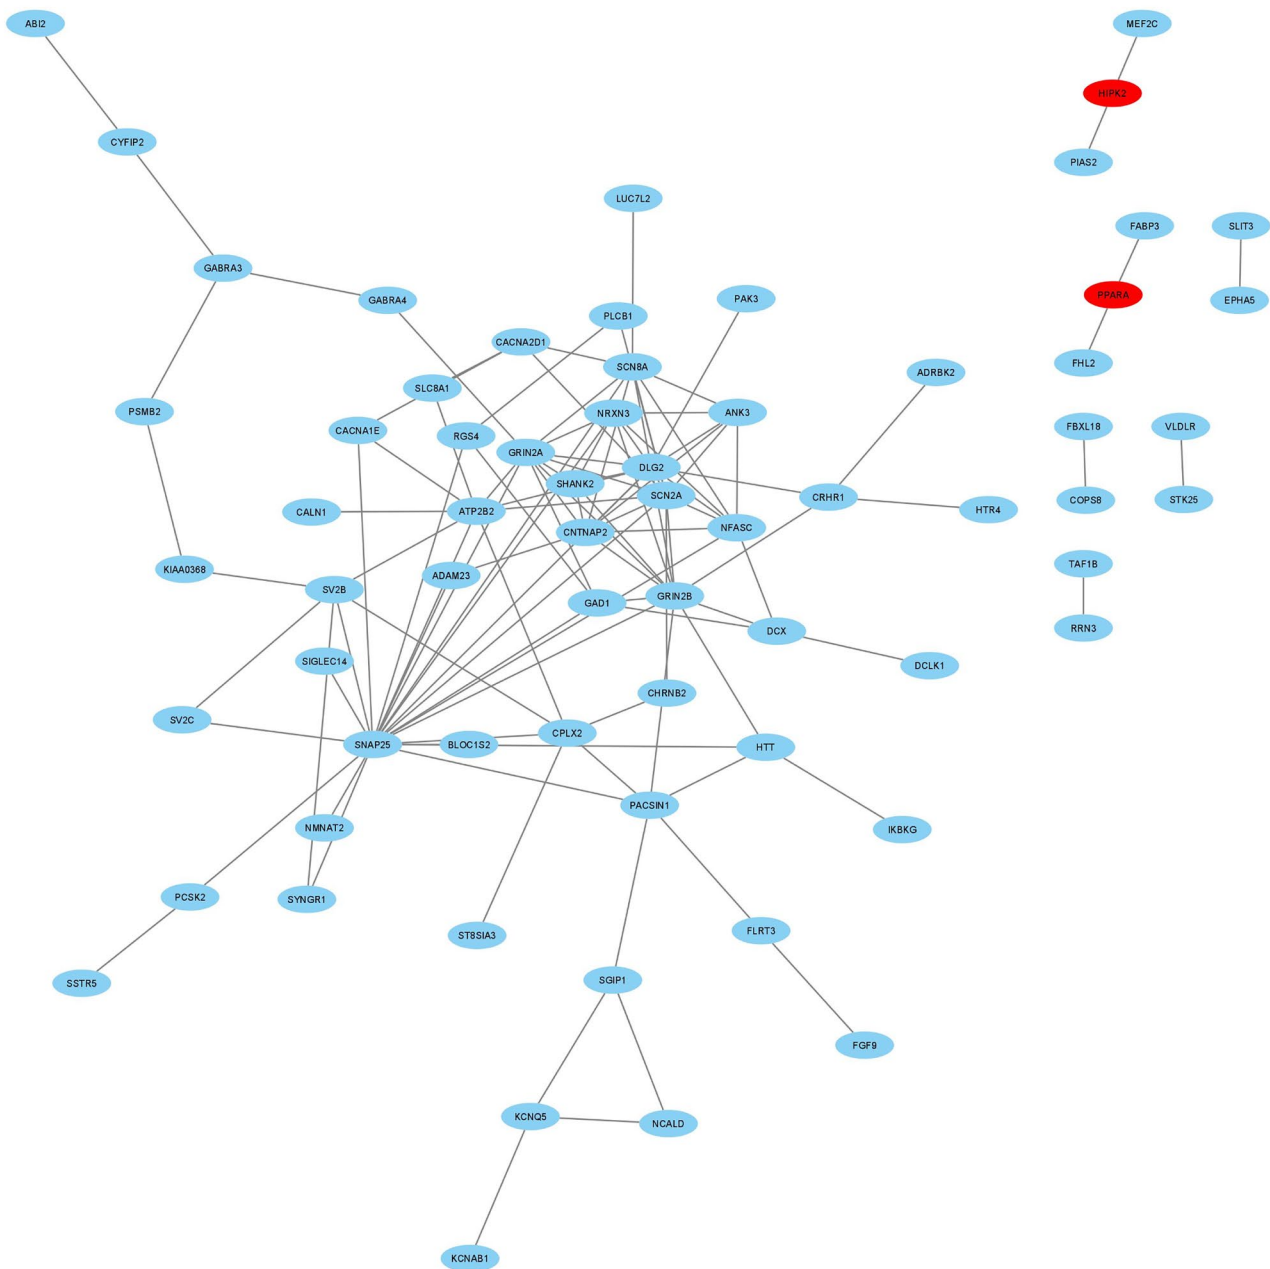 ABI2
MEF2C
HIPK2
CYFIP2
PIAS2
LUC7L2
FABP3
SLIT3
GABRA3
PPARA
GABRA4
PAK3
EPHA5
PLCB1
CACNA2D1
FHL2
SCN8A
ADRBK2
SLC8A1
PSMB2
NRXN3
ANK3
FBXL18
VLDLR
CACNA1E
RGS4
GRIN2A
DLG2
SHANK2
SCN2A
CRHR1
COPS8
STK25
HTR4
CALN1
ATP2B2
NFASC
CNTNAP2
TAF1B
KIAA0368
ADAM23
SV2B
GRIN2B
GAD1
RRN3
DCX
SIGLEC14
DCLK1
CHRNB2
SV2C
CPLX2
SNAP25
BLOC1S2
HTT
PACSIN1
NMNAT2
IKBKG
PCSK2
SYNGR1
ST8SIA3
FLRT3
SGIP1
SSTR5
FGF9
KCNQ5
NCALD
KCNAB1